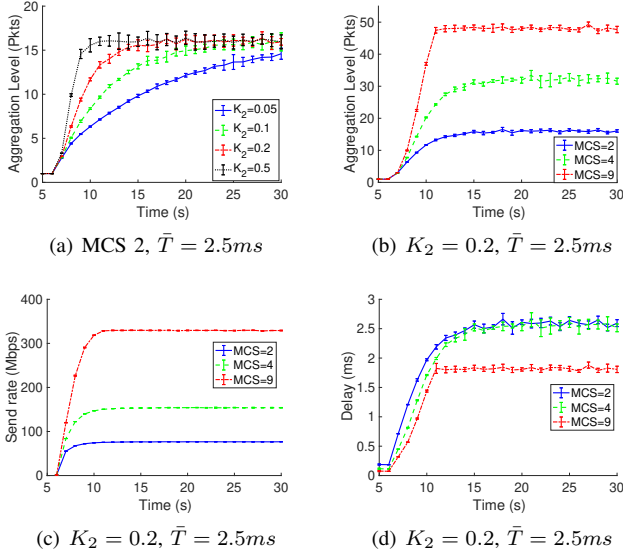 Aggregation Level (Pkts)
20
15
10
5
0
5 10 15 20 25 30
Time (s)
K2=0.05
K2=0.1
K2=0.2
K2=0.5
(a) MCS 2, T̄ = 2.5ms
Aggregation Level (Pkts)
50
40
30
20
10
0
5 10 15 20 25 30
Time (s)
MCS=2
MCS=4
MCS=9
(b) K₂ = 0.2, T̄ = 2.5ms
Send rate (Mbps)
400
300
200
100
0
5 10 15 20 25 30
Time (s)
MCS=2
MCS=4
MCS=9
(c) K₂ = 0.2, T̄ = 2.5ms
Delay (ms)
3
2.5
2
1.5
1
0.5
0
5 10 15 20 25 30
Time (s)
MCS=2
MCS=4
MCS=9
(d) K₂ = 0.2, T̄ = 2.5ms